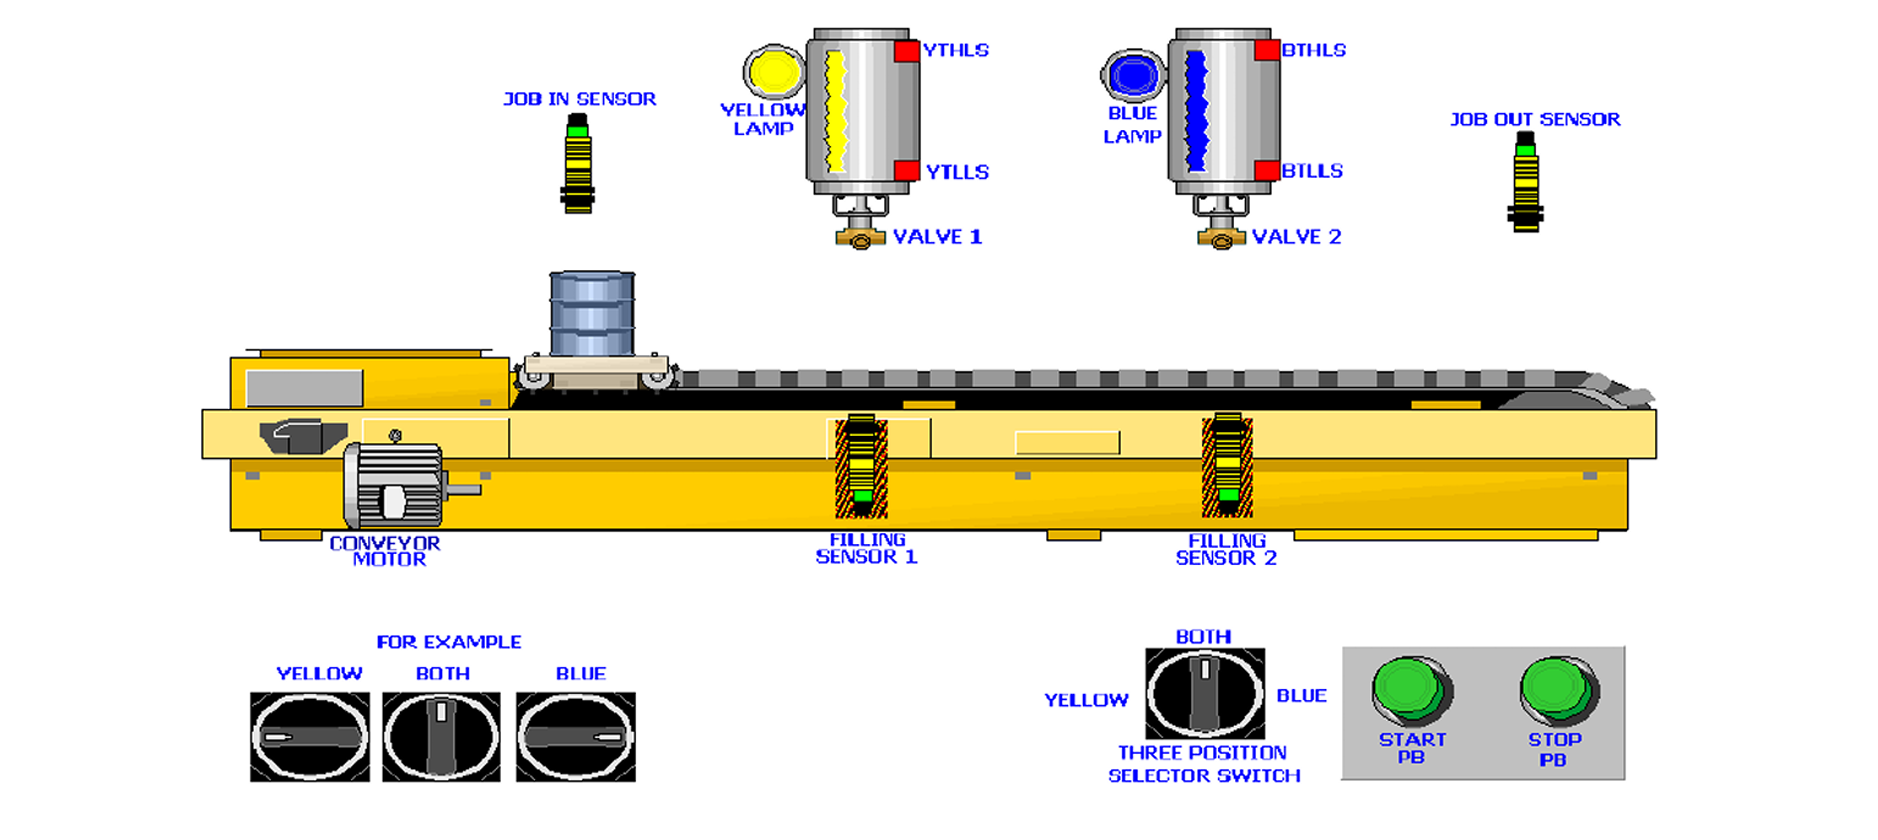 YTHLS
BTHLS
JOB IN SENSOR
YELLOW
LAMP
BLUE
LAMP
JOB OUT SENSOR
YTLLS
BTLLS
VALVE 1
VALVE 2
CONVEYOR
MOTOR
FILLING
SENSOR 1
FILLING
SENSOR 2
FOR EXAMPLE
YELLOW
BOTH
BLUE
BOTH
YELLOW
BLUE
THREE POSITION
SELECTOR SWITCH
START
PB
STOP
PB